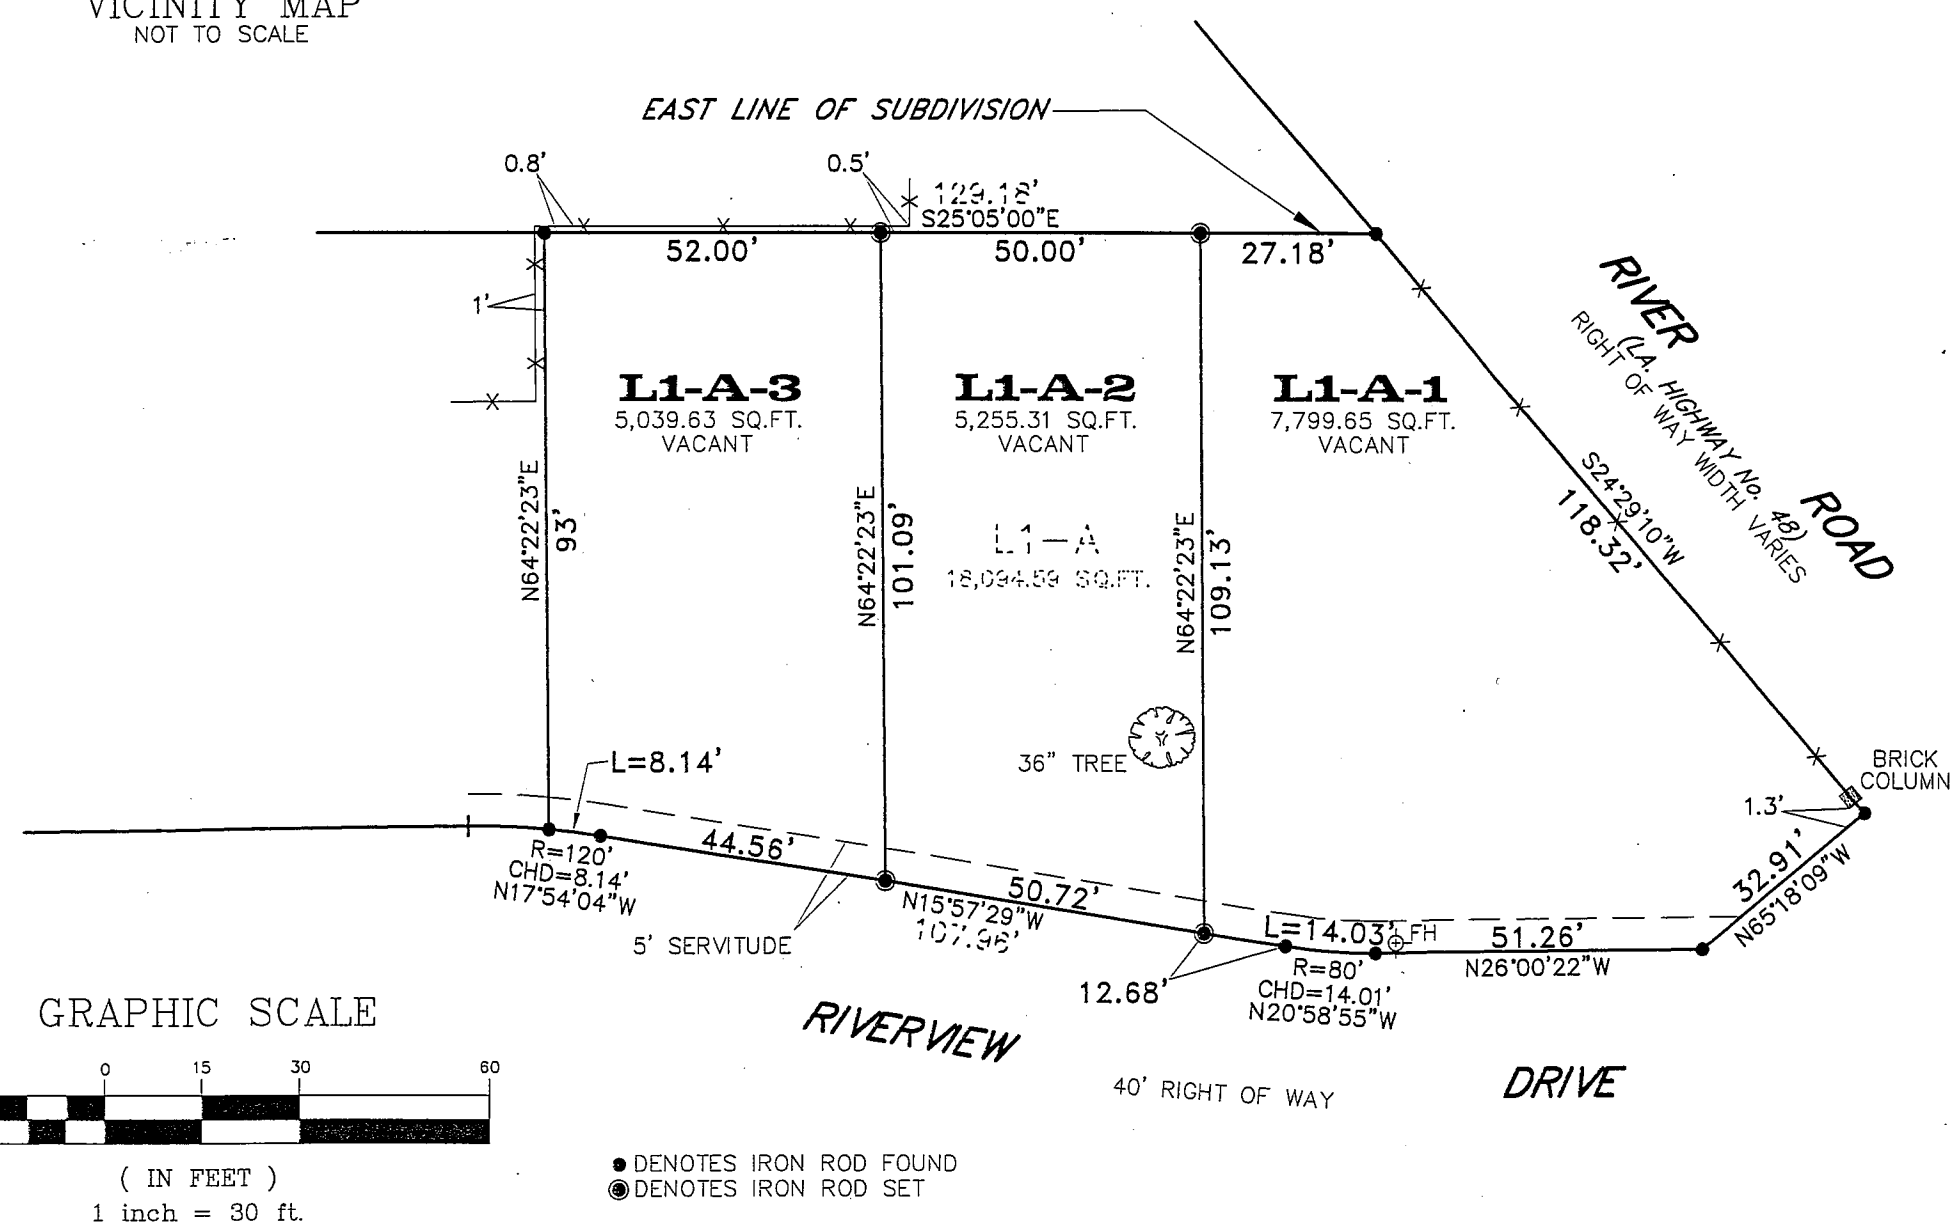 VICINITY MAP
NOT TO SCALE
EAST LINE OF SUBDIVISION
0.8'
0.5'
129.18'
S25°05'00"E
52.00'
50.00'
27.18'
1'
RIVER
ROAD
(LA. HIGHWAY No. 48)
RIGHT OF WAY WIDTH VARIES
L1-A-3
5,039.63 SQ.FT.
VACANT
L1-A-2
5,255.31 SQ.FT.
VACANT
L1-A-1
7,799.65 SQ.FT.
VACANT
N64°22'23"E
93'
N64°22'23"E
101.09'
L1-A
18,094.59 SQ.FT.
N64°22'23"E
109.13'
S24°29'10"W
118.32'
36" TREE
BRICK
COLUMN
1.3'
L=8.14'
R=120'
CHD=8.14'
N17°54'04"W
44.56'
50.72'
N15°57'29"W
107.96'
5' SERVITUDE
12.68'
L=14.03'
FH
R=80'
CHD=14.01'
N20°58'55"W
51.26'
N26°00'22"W
32.91'
N65°18'09"W
RIVERVIEW
DRIVE
40' RIGHT OF WAY
GRAPHIC SCALE
0 15 30 60
( IN FEET )
1 inch = 30 ft.
DENOTES IRON ROD FOUND
DENOTES IRON ROD SET